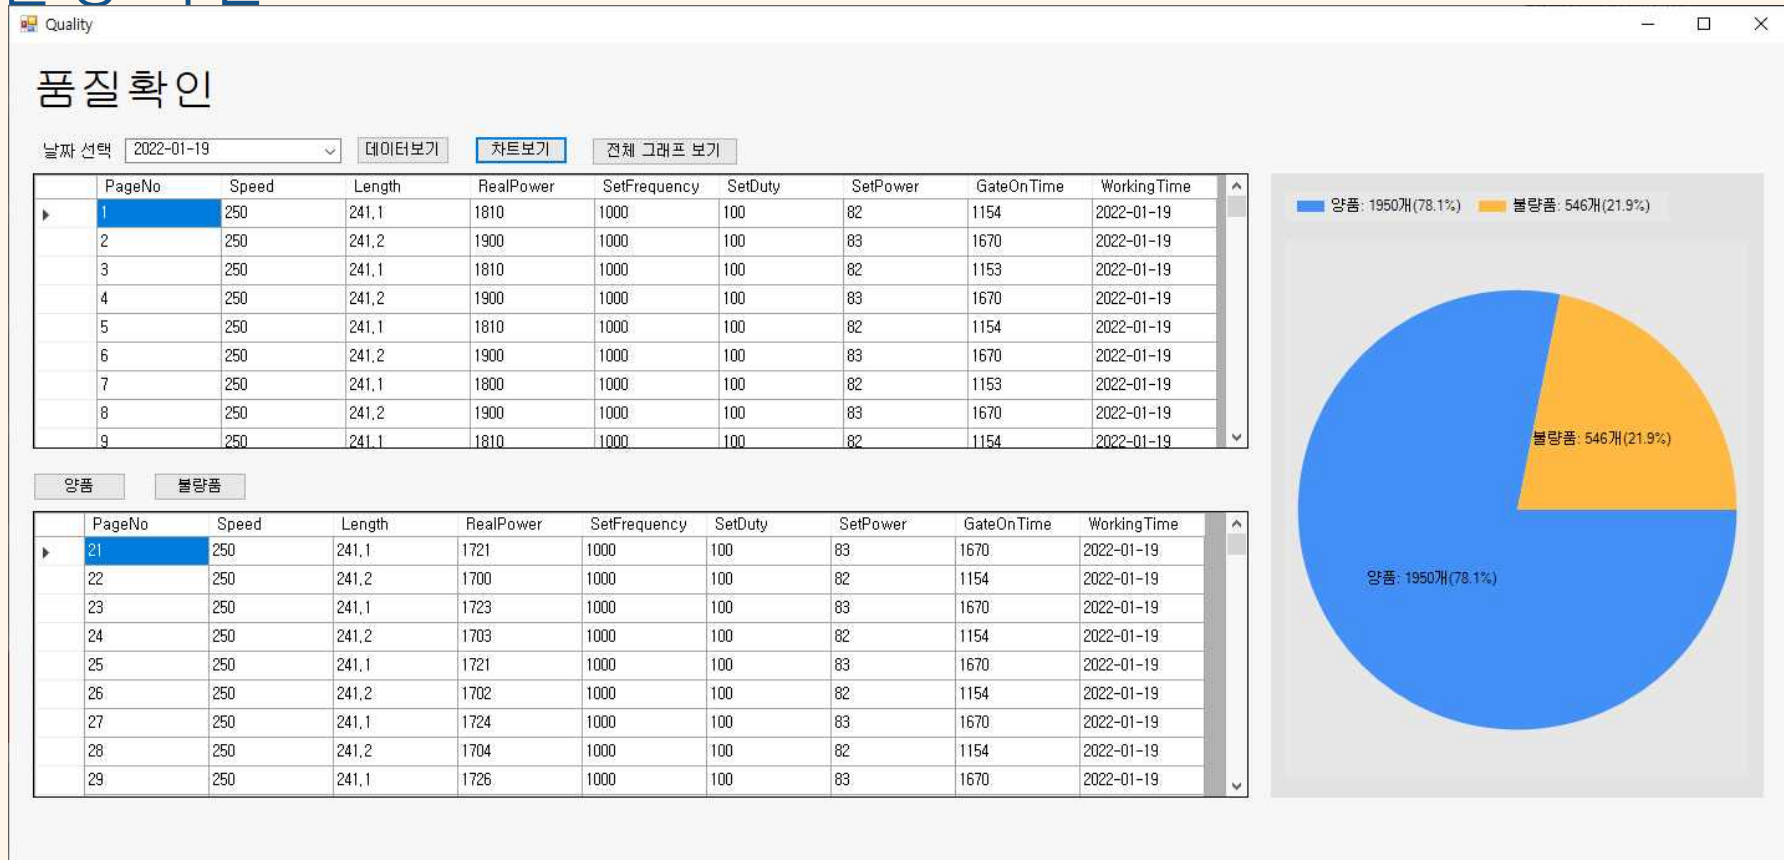 Quality
품질확인
날짜 선택 2022-01-19 데이터보기 차트보기 전체 그래프 보기
PageNo Speed Length RealPower SetFrequency SetDuty SetPower GateOnTime WorkingTime
1 250 241,1 1810 1000 100 82 1154 2022-01-19
2 250 241,2 1900 1000 100 83 1670 2022-01-19
3 250 241,1 1810 1000 100 82 1153 2022-01-19
4 250 241,2 1900 1000 100 83 1670 2022-01-19
5 250 241,1 1810 1000 100 82 1154 2022-01-19
6 250 241,2 1900 1000 100 83 1670 2022-01-19
7 250 241,1 1800 1000 100 82 1153 2022-01-19
8 250 241,2 1900 1000 100 83 1670 2022-01-19
9 250 241,1 1810 1000 100 82 1154 2022-01-19
양품 불량품
PageNo Speed Length RealPower SetFrequency SetDuty SetPower GateOnTime WorkingTime
21 250 241,1 1721 1000 100 83 1670 2022-01-19
22 250 241,2 1700 1000 100 82 1154 2022-01-19
23 250 241,1 1723 1000 100 83 1670 2022-01-19
24 250 241,2 1703 1000 100 82 1154 2022-01-19
25 250 241,1 1721 1000 100 83 1670 2022-01-19
26 250 241,2 1702 1000 100 82 1154 2022-01-19
27 250 241,1 1724 1000 100 83 1670 2022-01-19
28 250 241,2 1704 1000 100 82 1154 2022-01-19
29 250 241,1 1726 1000 100 83 1670 2022-01-19
양품: 1950개(78.1%) 불량품: 546개(21.9%)
불량품: 546개(21.9%)
양품: 1950개(78.1%)